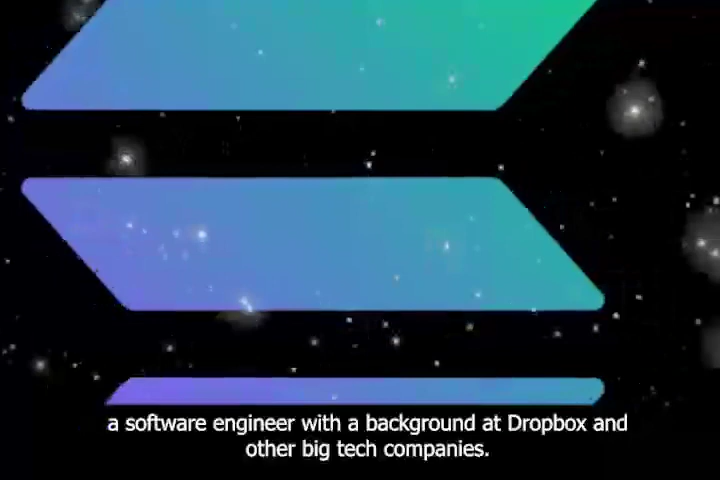 a software engineer with a background at Dropbox and
other big tech companies.